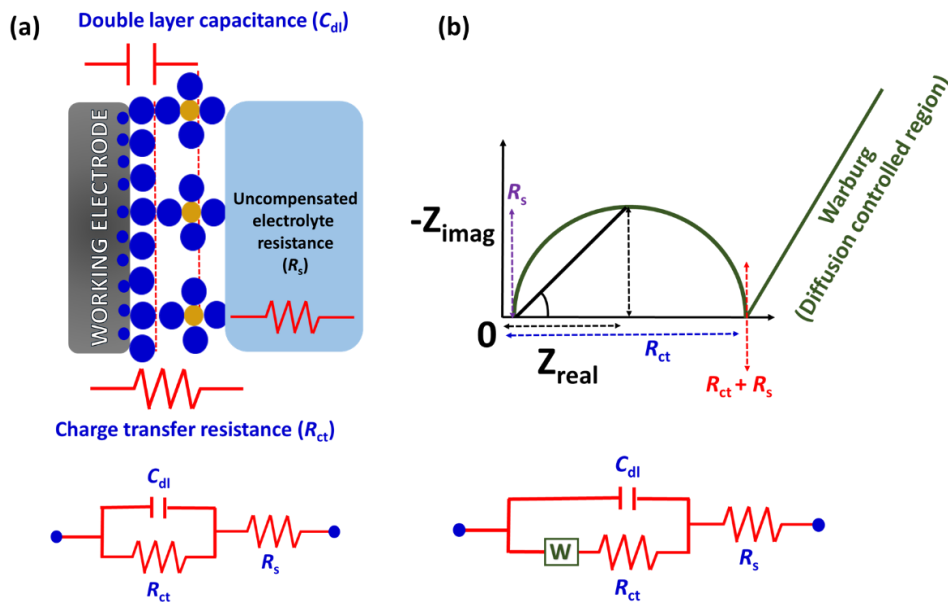 (a)
Double layer capacitance (Cdl)
WORKING ELECTRODE
Uncompensated
electrolyte
resistance
(Rs)
Charge transfer resistance (Rct)
Cdl
Rct
Rs
(b)
Rs
-Zimag
0
Zreal
Rct
Rct + Rs
Warburg
(Diffusion controlled region)
Cdl
W
Rct
Rs